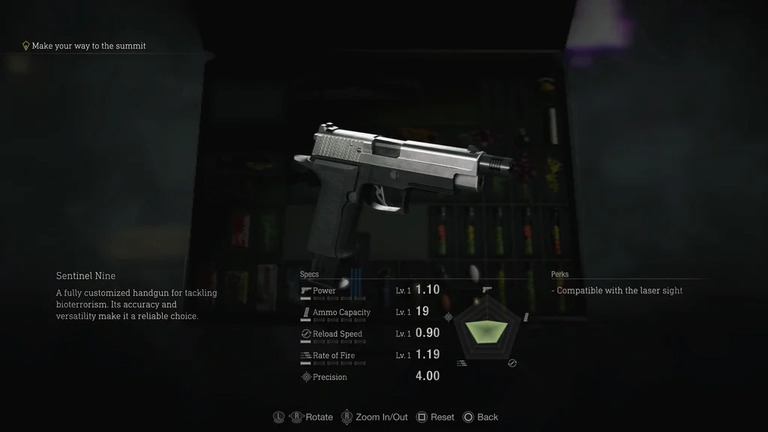 Make your way to the summit
Sentinel Nine
A fully customized handgun for tackling
bioterrorism. Its accuracy and
versatility make it a reliable choice.
Specs
Power Lv. 1 1.10
Ammo Capacity Lv. 1 19
Reload Speed Lv. 1 0.90
Rate of Fire Lv. 1 1.19
Precision 4.00
Perks
- Compatible with the laser sight
L R Rotate R Zoom In/Out Reset Back